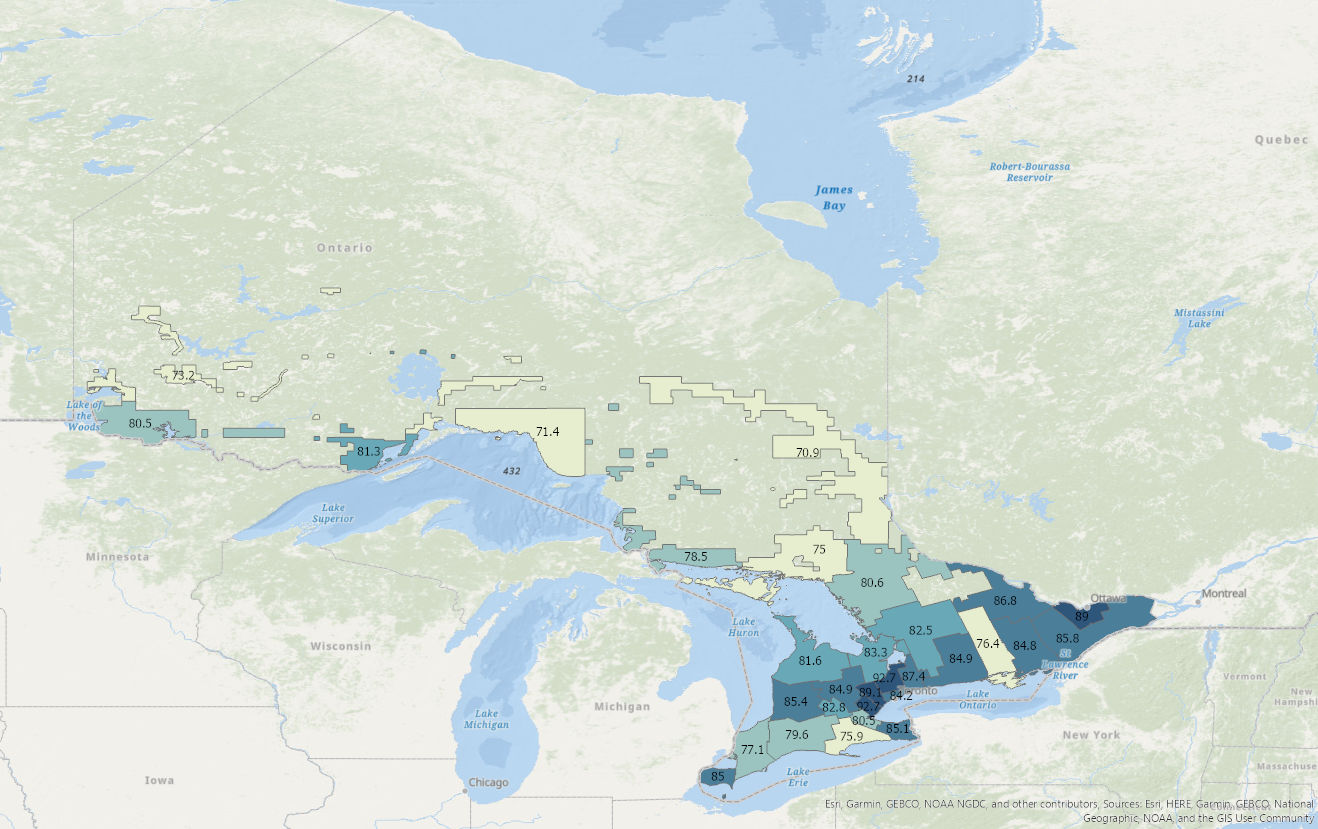 214
Quebec
Robert-Bourassa
Reservoir
James
Bay
Ontario
Mistassini
Lake
73.2
Lake of
the
Woods
80.5
71.4
81.3
70.9
432
Lake
Superior
Minnesota
78.5
75
80.6
86.8
Ottawa
89
Montreal
Lake
Huron
82.5
76.4
84.8
85.8
St
Lawrence
River
Wisconsin
81.6
83.3
84.9
92.7
87.4
84.9
89.1
84.2
85.4
82.8
92.7
Lake
Ontario
Vermont
New
Hampshi
Michigan
Lake
Michigan
80.5
85.1
79.6
75.9
77.1
New York
85
Lake
Erie
Massachuse
Iowa
Chicago
Esri, Garmin, GEBCO, NOAA NGDC, and other contributors, Sources: Esri, HERE, Garmin, GEBCO, National
Geographic, NOAA, and the GIS User Community